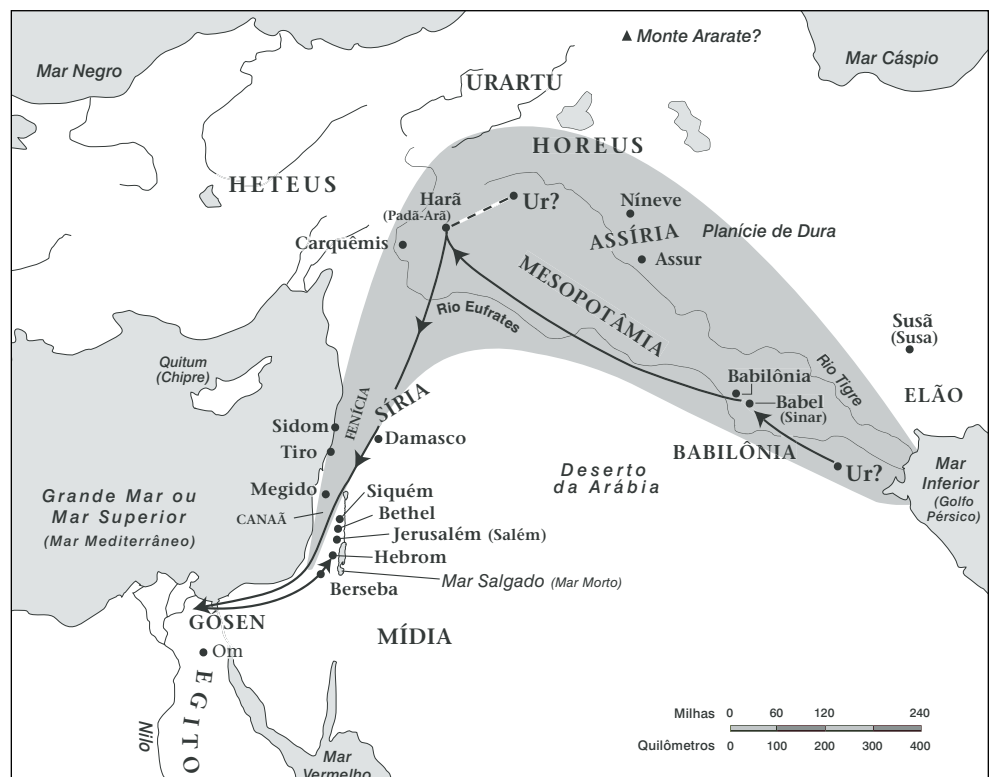 Monte Ararate?
Mar Negro
Mar Cáspio
URARTU
HOREUS
HETEUS
Harã
(Padã-Arã)
Ur?
Níneve
ASSÍRIA
Planície de Dura
Carquêmis
Assur
MESOPOTÂMIA
Rio Eufrates
Susã
(Susa)
Quitum
(Chipre)
Rio Tigre
Babilônia
ELÃO
Babel
(Sinar)
FENÍCIA
SÍRIA
Sidom
Damasco
Tiro
BABILÔNIA
Ur?
Mar
Inferior
(Golfo
Pérsico)
Deserto
da Arábia
Grande Mar ou
Mar Superior
(Mar Mediterrâneo)
Megido
Siquém
CANAÃ
Bethel
Jerusalém (Salém)
Hebrom
Mar Salgado (Mar Morto)
Berseba
GÓSEN
MÍDIA
Om
EGITO
Nilo
Mar
Vermelho
Milhas 0 60 120 240
Quilômetros 0 100 200 300 400